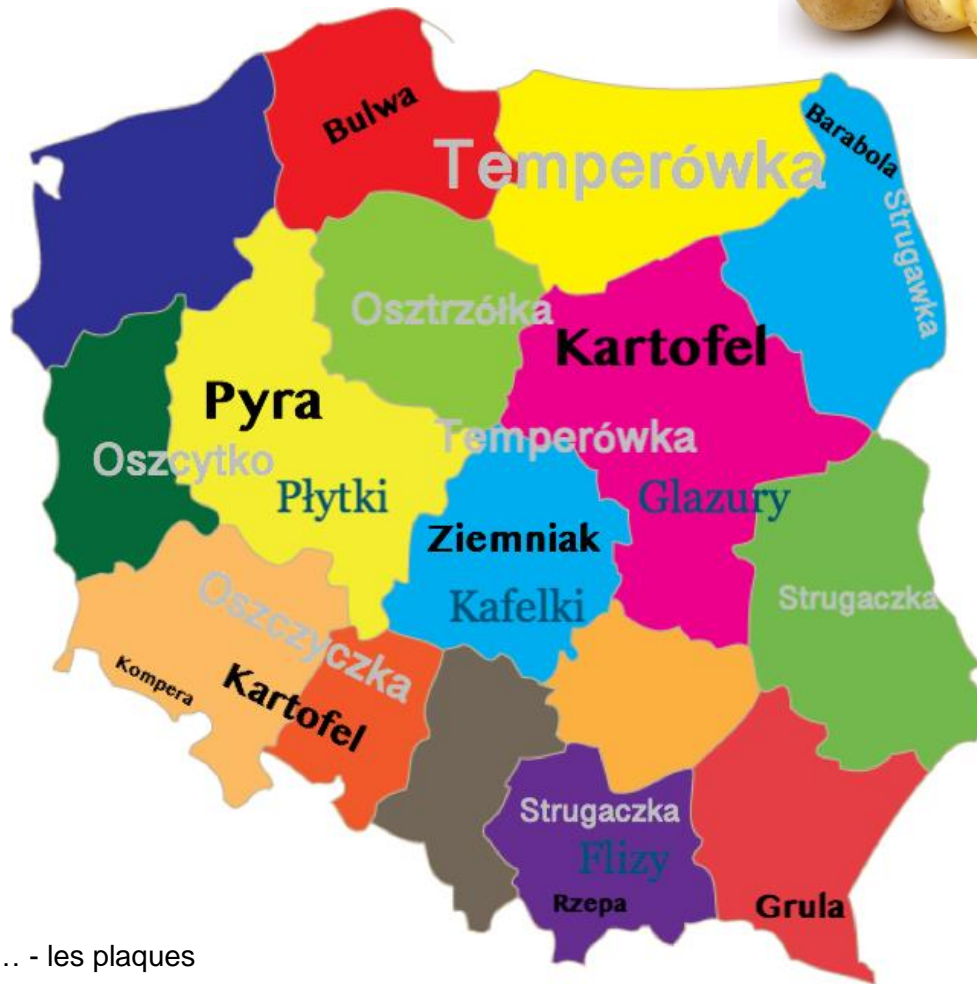 Bulwa
Barabola
Temperówka
Strugawka
Osztrzółka
Kartofel
Pyra
Temperówka
Oszcytko
Płytki
Glazury
Ziemniak
Kafelki
Strugaczka
Oszczyczka
Kompera
Kartofel
Strugaczka
Flizy
Rzepa
Grula
.. - les plaques